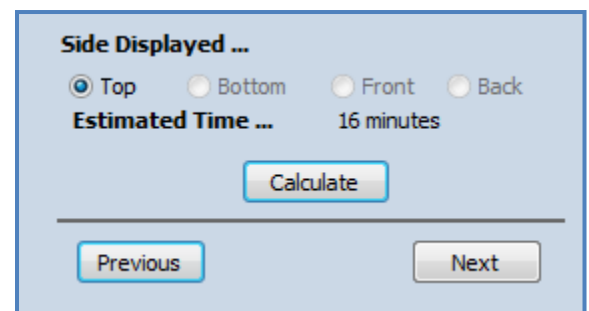 Side Displayed ...
Top Bottom Front Back
Estimated Time ... 16 minutes
Calculate
Previous Next